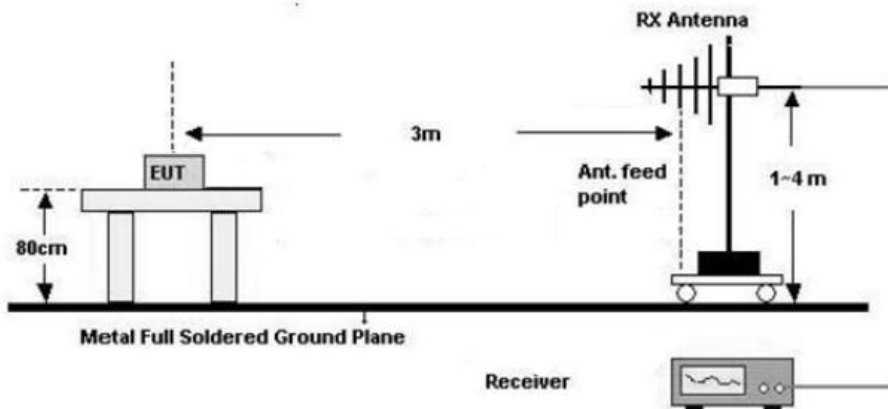 RX Antenna
3m
EUT
Ant. feed
point
1~4 m
80cm
Metal Full Soldered Ground Plane
Receiver